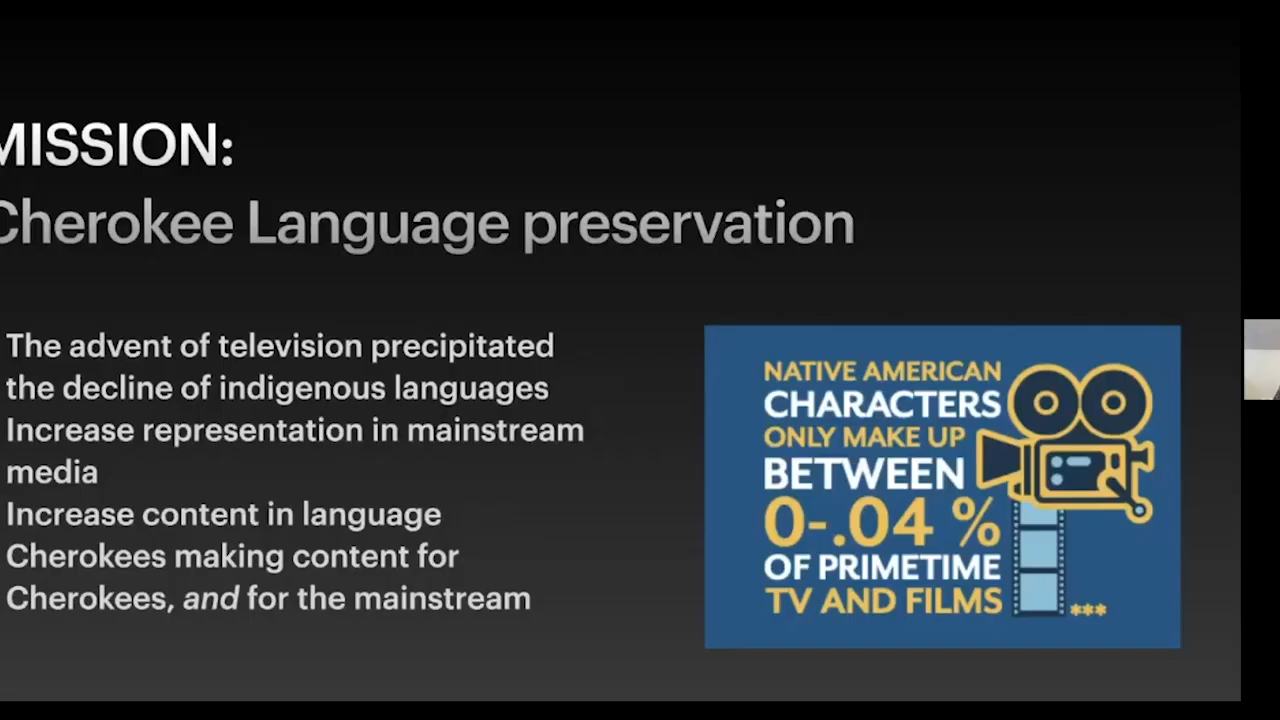 MISSION:
Cherokee Language preservation
The advent of television precipitated
the decline of indigenous languages
Increase representation in mainstream
media
Increase content in language
Cherokees making content for
Cherokees, and for the mainstream
NATIVE AMERICAN
CHARACTERS
ONLY MAKE UP
BETWEEN
0-.04 %
OF PRIMETIME
TV AND FILMS
***